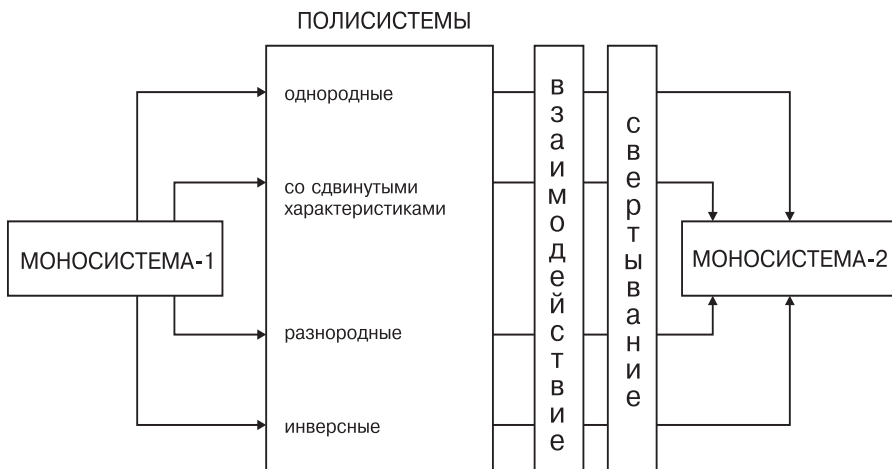 ПОЛИСИСТЕМЫ
однородные
со сдвинутыми
характеристиками
МОНОСИСТЕМА-1
разнородные
инверсные
взаимодействие
свертывание
МОНОСИСТЕМА-2